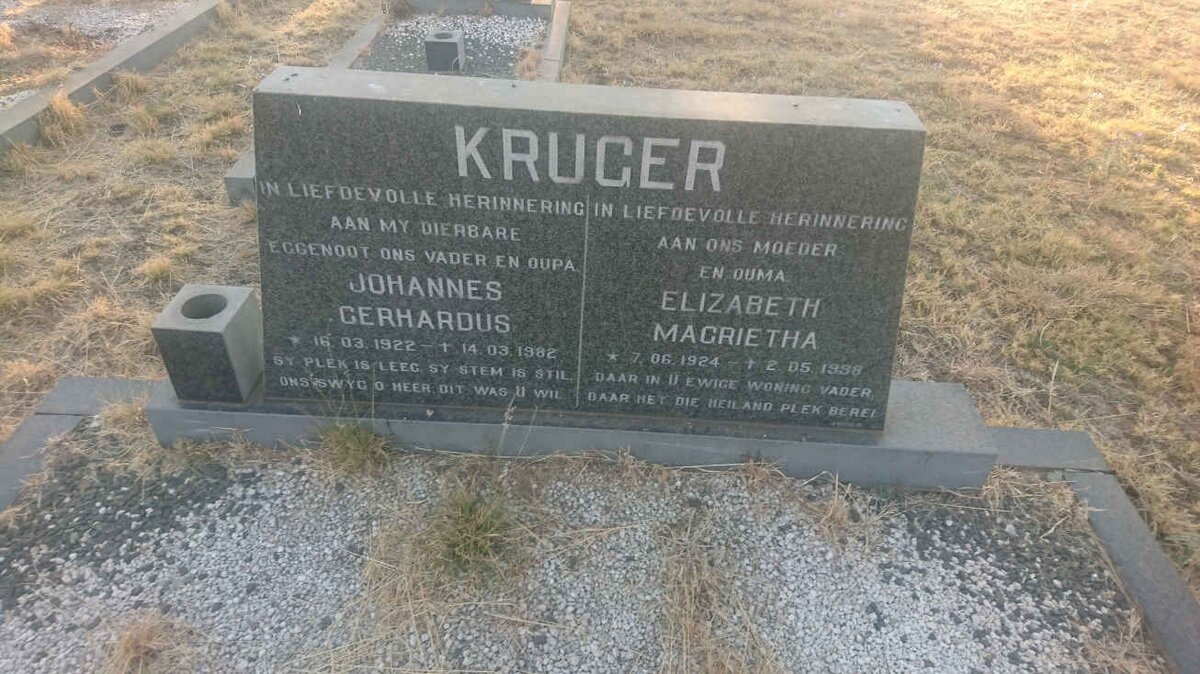 KRUGER
IN LIEFDEVOLLE HERINNERING
AAN MY DIERBARE
EGGENOOT ONS VADER EN OUPA
JOHANNES
GERHARDUS
* 16.03.1922 - † 14.03.1982
SY PLEK IS LEEG, SY STEM IS STIL
ONS SWYG O HEER, DIT WAS U WIL
IN LIEFDEVOLLE HERINNERING
AAN ONS MOEDER
EN OUMA
ELIZABETH
MAGRIETHA
* 7.06.1924 - † 2.05.1998
DAAR IN U EWIGE WONING VADER,
DAAR HET DIE HEILAND PLEK BEREI